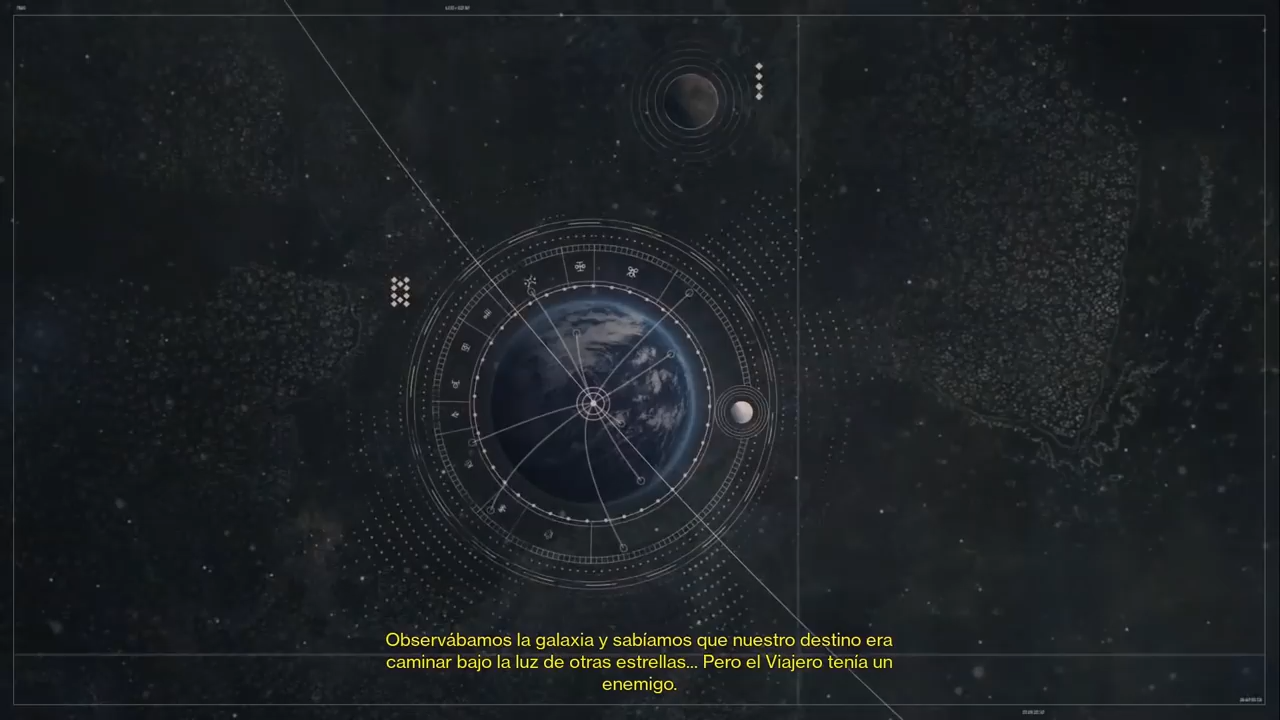 Observábamos la galaxia y sabíamos que nuestro destino era
caminar bajo la luz de otras estrellas... Pero el Viajero tenía un
enemigo.